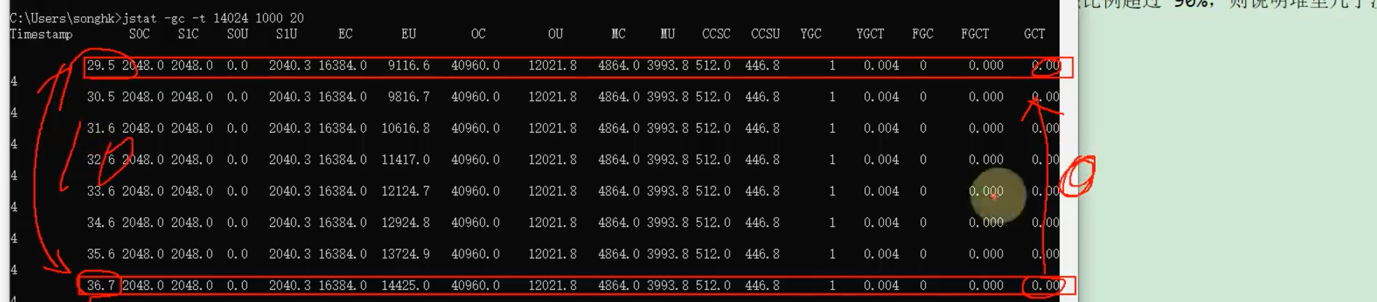 比例超过 90%，则说明堆里几乎没
C:\Users\songhk>jstat -gc -t 14024 1000 20
Timestamp S0C S1C S0U S1U EC EU OC OU MC MU CCSC CCSU YGC YGCT FGC FGCT GCT
29.5 2048.0 2048.0 0.0 2040.3 16384.0 9116.6 40960.0 12021.8 4864.0 3993.8 512.0 446.8 1 0.004 0 0.000 0.00
4
30.5 2048.0 2048.0 0.0 2040.3 16384.0 9816.7 40960.0 12021.8 4864.0 3993.8 512.0 446.8 1 0.004 0 0.000 0.00
4
31.6 2048.0 2048.0 0.0 2040.3 16384.0 10616.8 40960.0 12021.8 4864.0 3993.8 512.0 446.8 1 0.004 0 0.000 0.00
4
32.6 2048.0 2048.0 0.0 2040.3 16384.0 11417.0 40960.0 12021.8 4864.0 3993.8 512.0 446.8 1 0.004 0 0.000 0.00
4
33.6 2048.0 2048.0 0.0 2040.3 16384.0 12124.7 40960.0 12021.8 4864.0 3993.8 512.0 446.8 1 0.004 0 0.000 0.00
4
34.6 2048.0 2048.0 0.0 2040.3 16384.0 12924.8 40960.0 12021.8 4864.0 3993.8 512.0 446.8 1 0.004 0 0.000 0.00
4
35.6 2048.0 2048.0 0.0 2040.3 16384.0 13724.9 40960.0 12021.8 4864.0 3993.8 512.0 446.8 1 0.004 0 0.000 0.00
4
36.7 2048.0 2048.0 0.0 2040.3 16384.0 14425.0 40960.0 12021.8 4864.0 3993.8 512.0 446.8 1 0.004 0 0.000 0.00
4
10
0